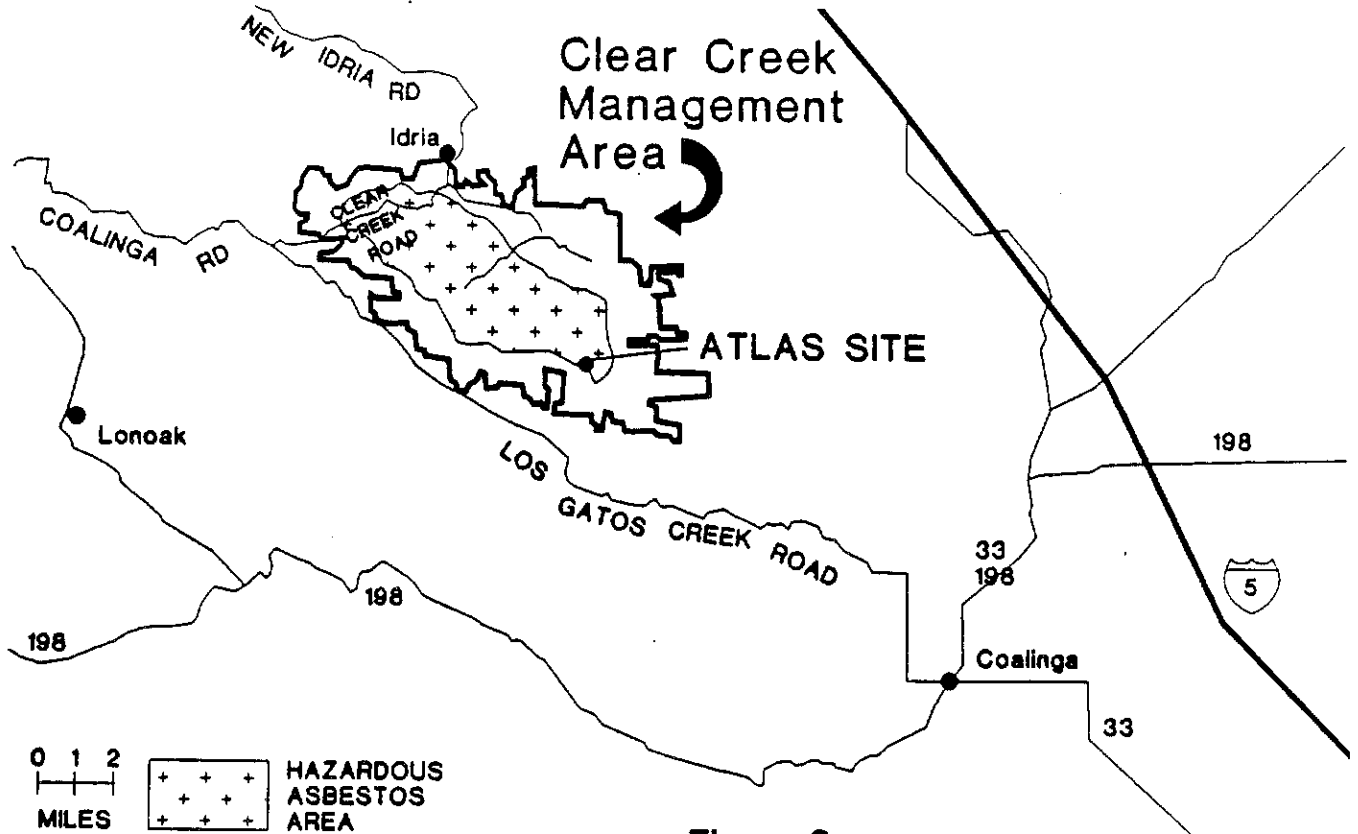 NEW IDRIA RD
Clear Creek
Management
Area
Idria
CLEAR
CREEK
ROAD
COALINGA RD
ATLAS SITE
Lonoak
LOS GATOS CREEK ROAD
198
33
198
5
198
198
Coalinga
33
0 1 2
MILES
HAZARDOUS
ASBESTOS
AREA